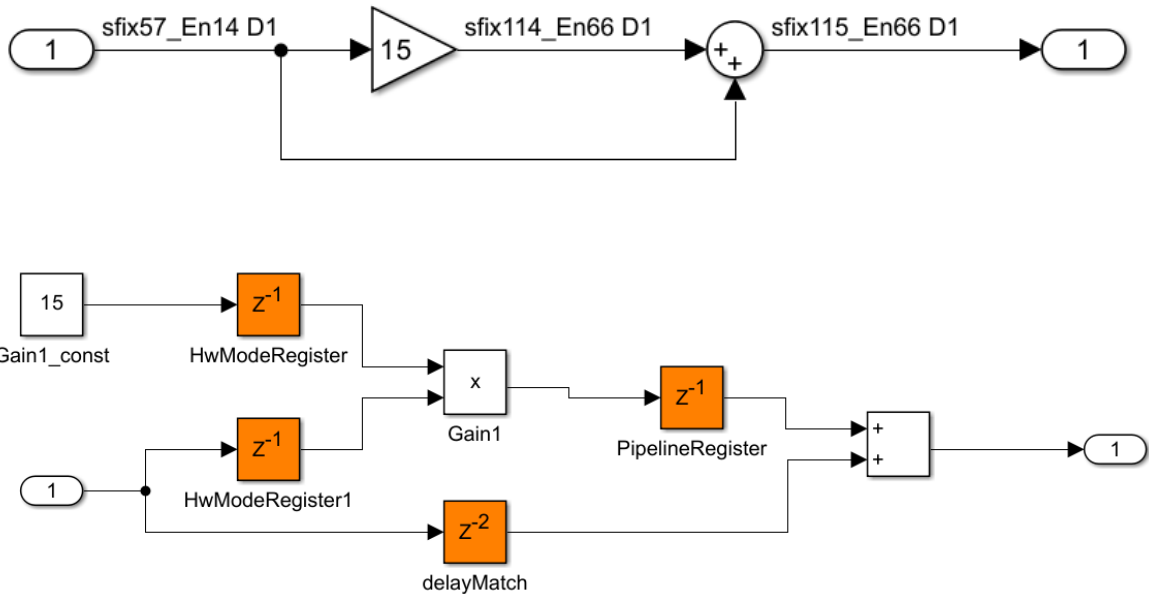 sfix57_En14 D1
sfix114_En66 D1
sfix115_En66 D1
1
15
+
+
1
15
Z-1
Gain1_const
HwModeRegister
x
Gain1
Z-1
PipelineRegister
+
+
1
Z-1
1
HwModeRegister1
Z-2
delayMatch